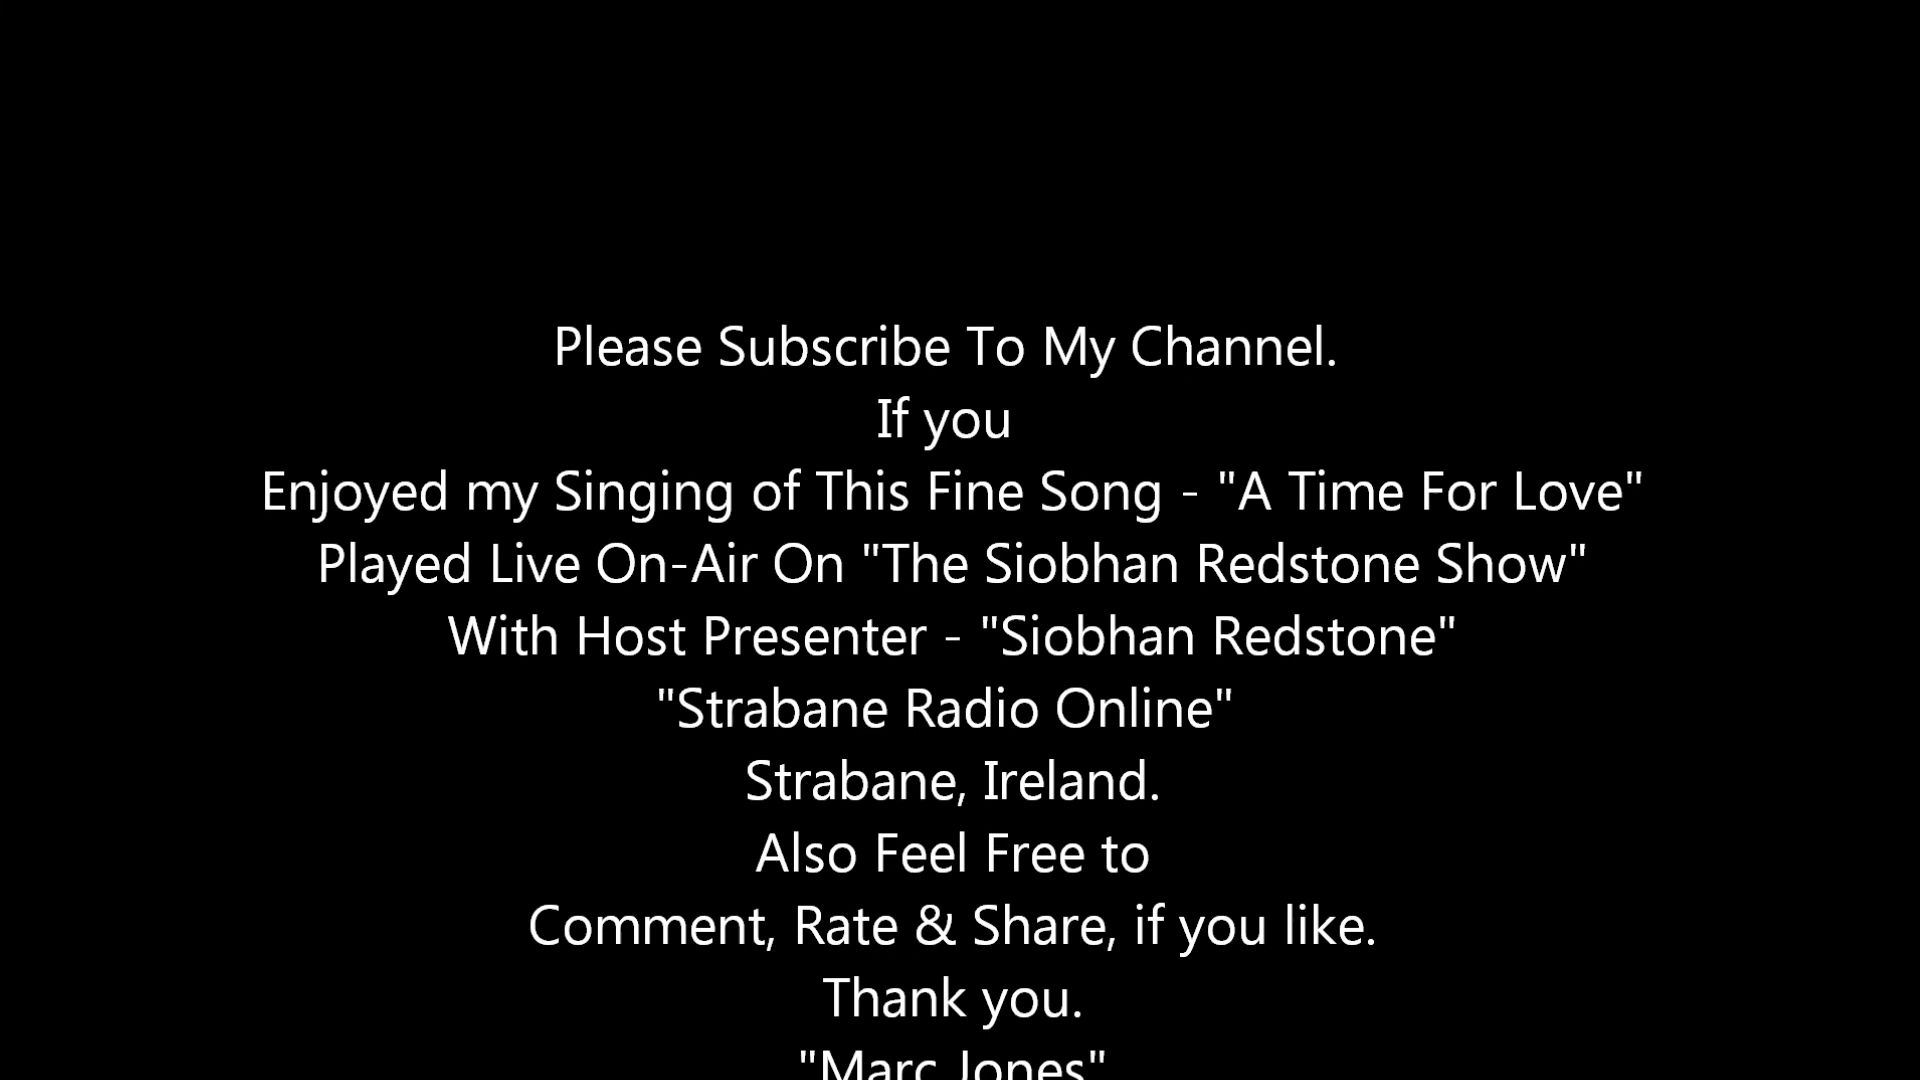 Please Subscribe To My Channel.
If you
Enjoyed my Singing of This Fine Song - "A Time For Love"
Played Live On-Air On "The Siobhan Redstone Show"
With Host Presenter - "Siobhan Redstone"
"Strabane Radio Online"
Strabane, Ireland.
Also Feel Free to
Comment, Rate & Share, if you like.
Thank you.
"Marc Jones"